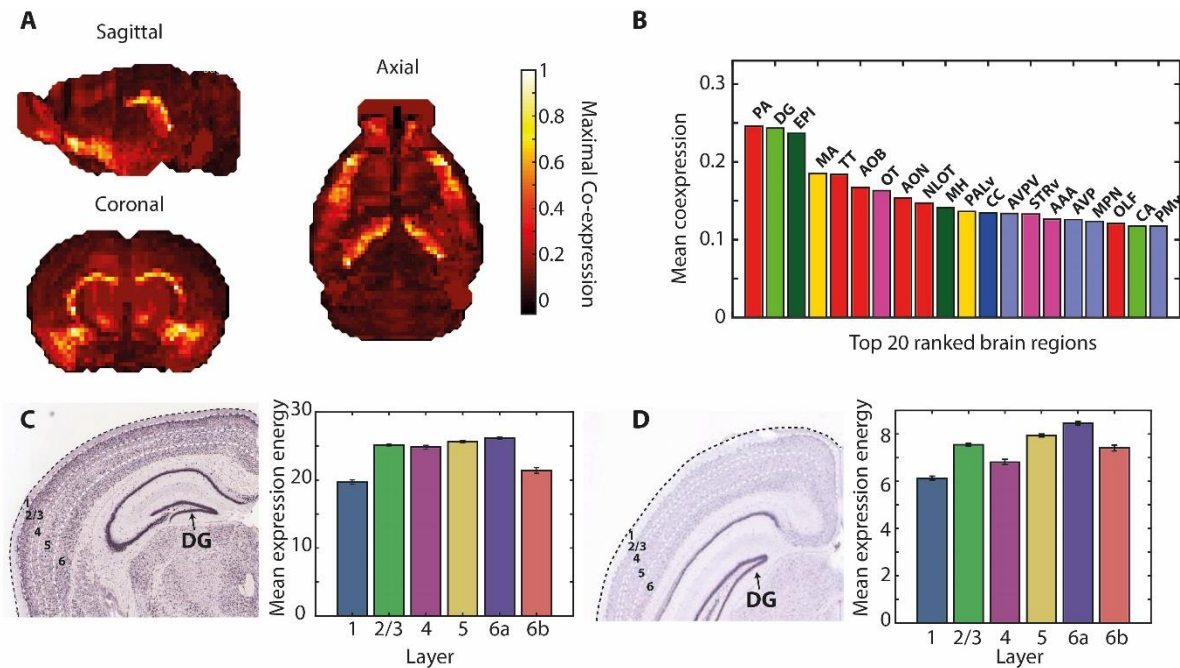 A
Sagittal
Coronal
Axial
1
0.8
0.6
0.4
0.2
0
Maximal Co-expression
B
Mean coexpression
0.3
0.2
0.1
0
PA
DG
EPI
MA
TT
AOB
OT
AON
NLOT
MH
PALv
CC
AVPV
STRv
AAA
AVP
MPN
OLF
CA
PMv
Top 20 ranked brain regions
C
1
2/3
4
5
6
DG
Mean expression energy
30
20
10
0
1 2/3 4 5 6a 6b
Layer
D
1
2/3
4
5
6
DG
Mean expression energy
8
6
4
2
0
1 2/3 4 5 6a 6b
Layer